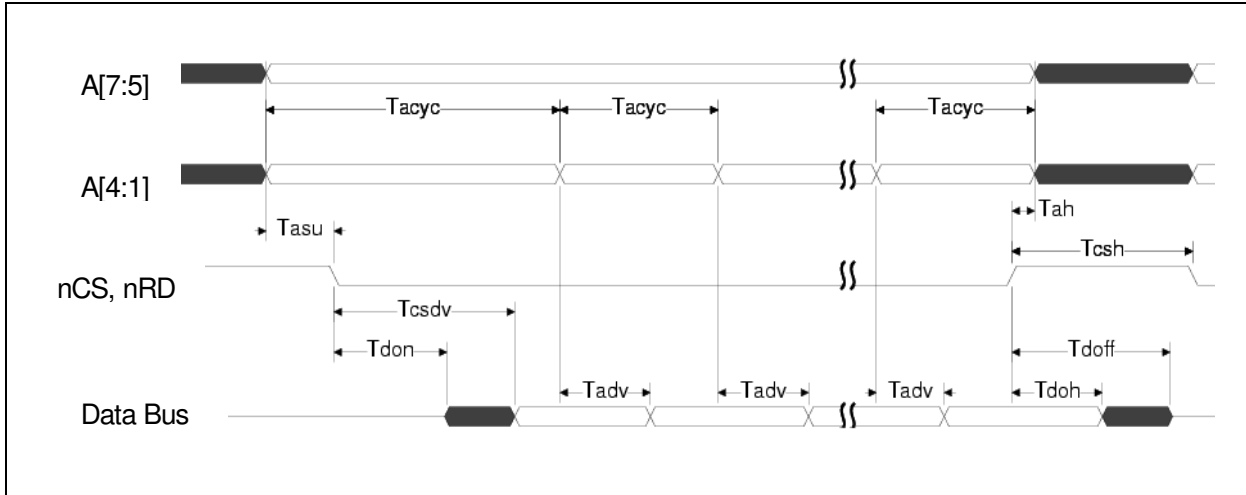 A[7:5]
Tacyc Tacyc Tacyc
A[4:1]
Tah
Tasu
Tcsh
nCS, nRD
Tcsdv
Tdon Tdoff
Tadv Tadv Tadv Tdoh
Data Bus